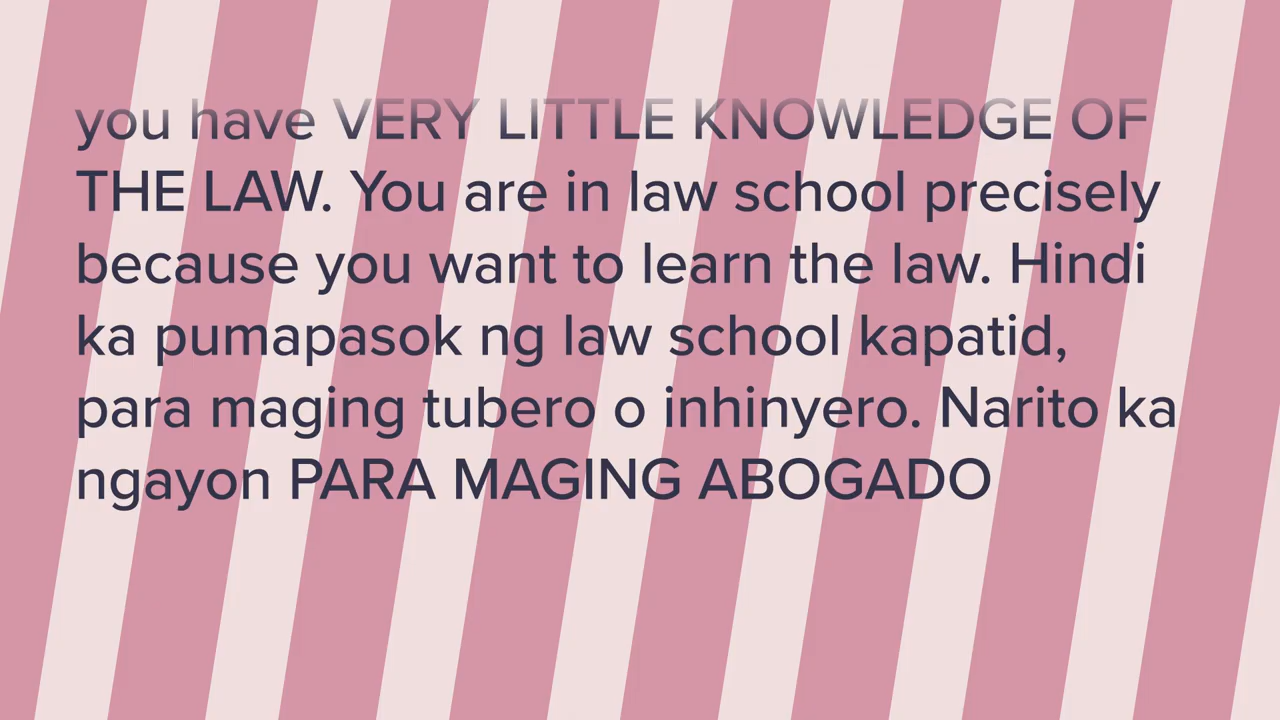 you have VERY LITTLE KNOWLEDGE OF
THE LAW. You are in law school precisely
because you want to learn the law. Hindi
ka pumapasok ng law school kapatid,
para maging tubero o inhinyero. Narito ka
ngayon PARA MAGING ABOGADO